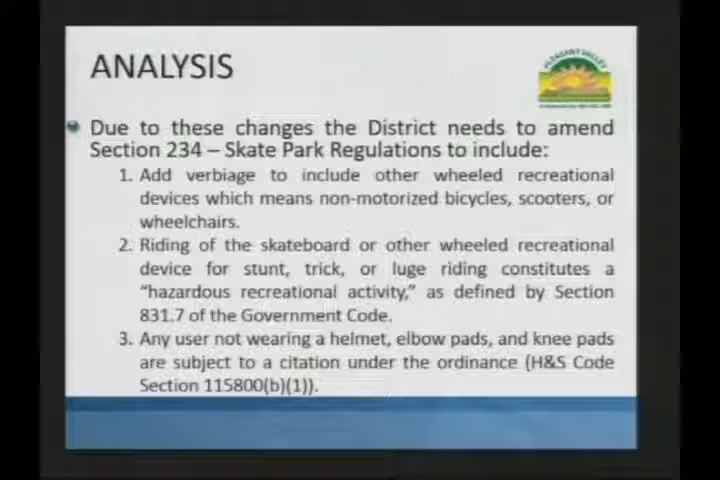 ANALYSIS
PLEASANT VALLEY
Due to these changes the District needs to amend
Section 234 – Skate Park Regulations to include:
1. Add verbiage to include other wheeled recreational
devices which means non-motorized bicycles, scooters, or
wheelchairs.
2. Riding of the skateboard or other wheeled recreational
device for stunt, trick, or luge riding constitutes a
“hazardous recreational activity,” as defined by Section
831.7 of the Government Code.
3. Any user not wearing a helmet, elbow pads, and knee pads
are subject to a citation under the ordinance (H&S Code
Section 115800(b)(1)).